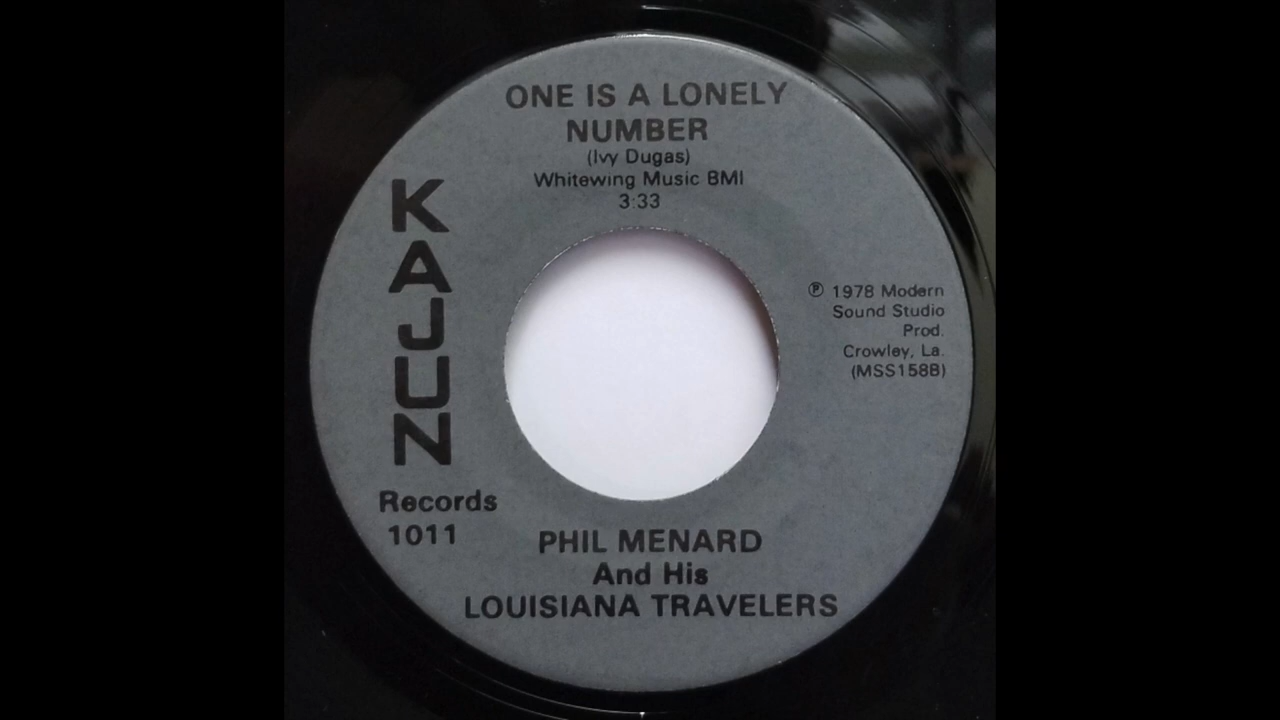 ONE IS A LONELY
NUMBER
(Ivy Dugas)
Whitewing Music BMI
3:33
KAJUN
Records
1011
℗ 1978 Modern
Sound Studio
Prod.
Crowley, La.
(MSS158B)
PHIL MENARD
And His
LOUISIANA TRAVELERS